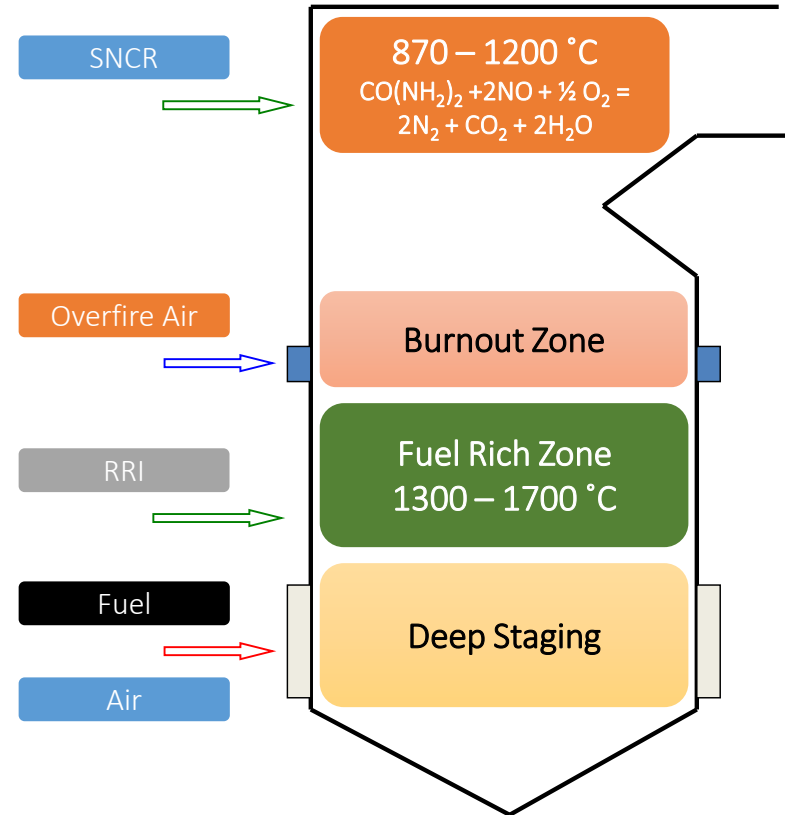 SNCR
870 – 1200 ˚C
CO(NH₂)₂ +2NO + ½ O₂ =
2N₂ + CO₂ + 2H₂O
Overfire Air
Burnout Zone
RRI
Fuel Rich Zone
1300 – 1700 ˚C
Fuel
Deep Staging
Air